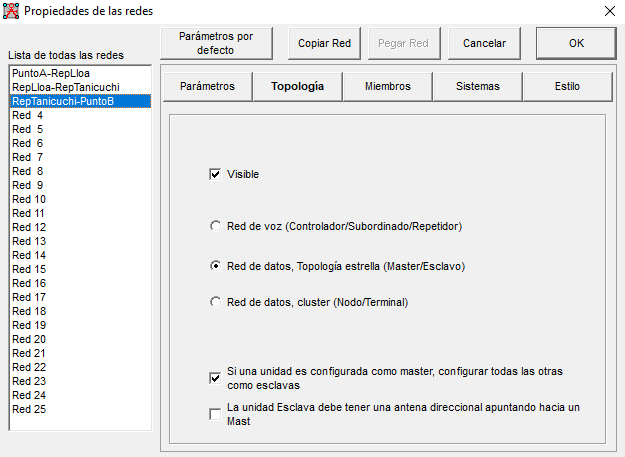 Propiedades de las redes
Parámetros por
defecto
Copiar Red
Pegar Red
Cancelar
OK
Lista de todas las redes
PuntoA-RepLloa
RepLloa-RepTanicuchi
RepTanicuchi-PuntoB
Red 4
Red 5
Red 6
Red 7
Red 8
Red 9
Red 10
Red 11
Red 12
Red 13
Red 14
Red 15
Red 16
Red 17
Red 18
Red 19
Red 20
Red 21
Red 22
Red 23
Red 24
Red 25
Parámetros
Topología
Miembros
Sistemas
Estilo
Visible
Red de voz (Controlador/Subordinado/Repetidor)
Red de datos, Topología estrella (Master/Esclavo)
Red de datos, cluster (Nodo/Terminal)
Si una unidad es configurada como master, configurar todas las otras
como esclavas
La unidad Esclava debe tener una antena direccional apuntando hacia un
Mast